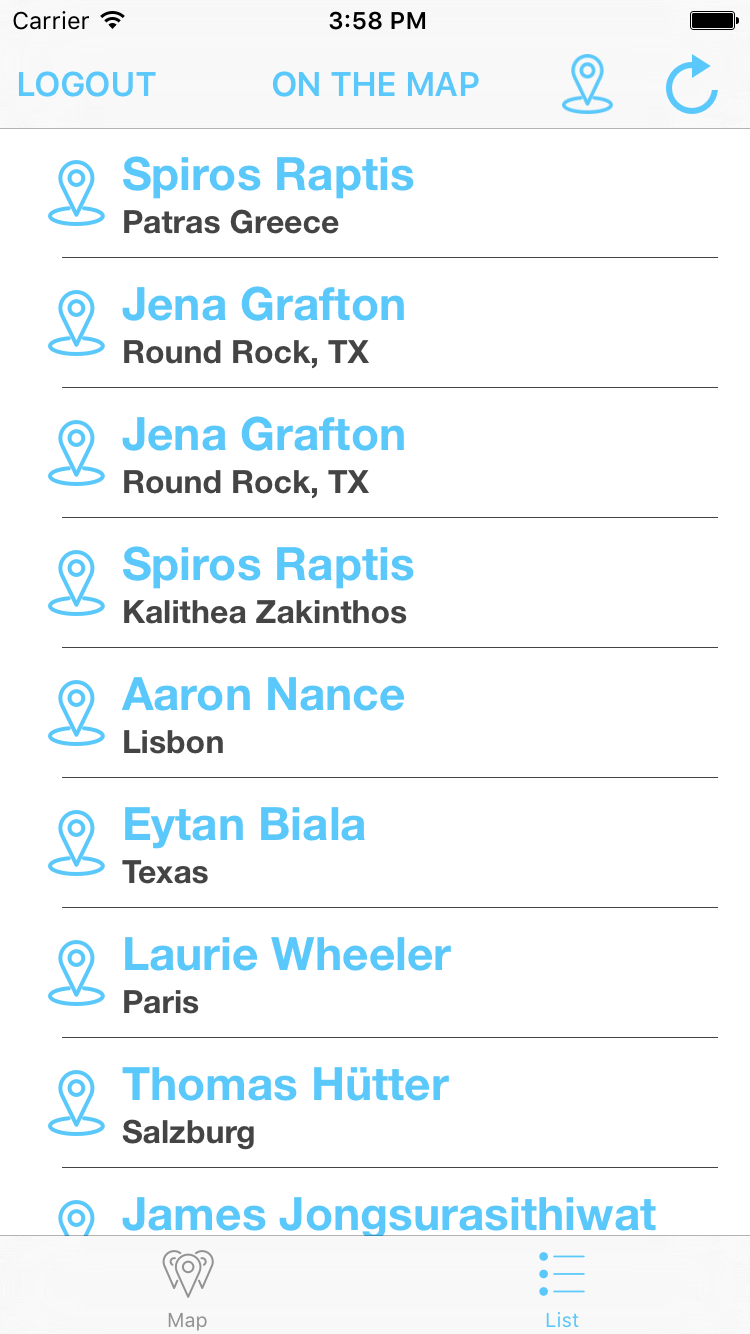 Carrier 3:58 PM
LOGOUT ON THE MAP
Spiros Raptis
Patras Greece
Jena Grafton
Round Rock, TX
Jena Grafton
Round Rock, TX
Spiros Raptis
Kalithea Zakinthos
Aaron Nance
Lisbon
Eytan Biala
Texas
Laurie Wheeler
Paris
Thomas Hütter
Salzburg
James Jongsurasithiwat
Map List